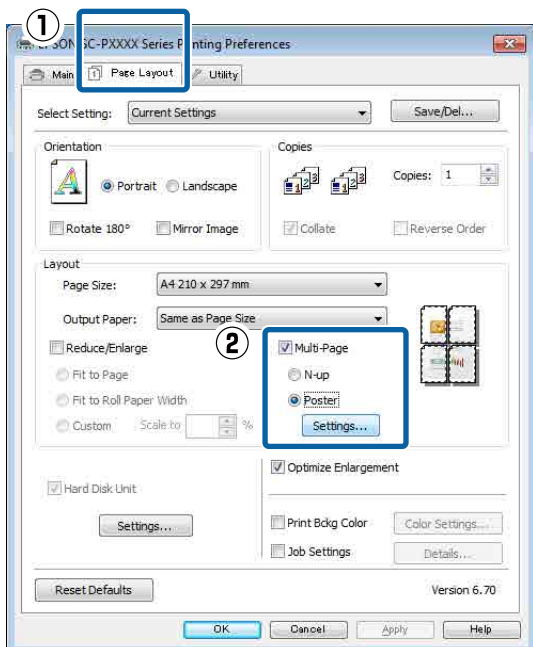 ①
EPSON SC-PXXXX Series Printing Preferences
Main Page Layout Utility
Select Setting: Current Settings Save/Del...
Orientation Copies
Portrait Landscape Copies: 1
Rotate 180° Mirror Image Collate Reverse Order
Layout
Page Size: A4 210 x 297 mm
Output Paper: Same as Page Size
②
Reduce/Enlarge Multi-Page
Fit to Page N-up
Fit to Roll Paper Width Poster
Custom Scale to % Settings...
Optimize Enlargement
Hard Disk Unit
Settings... Print Bckg Color Color Settings...
Job Settings Details...
Reset Defaults Version 6.70
OK Cancel Apply Help